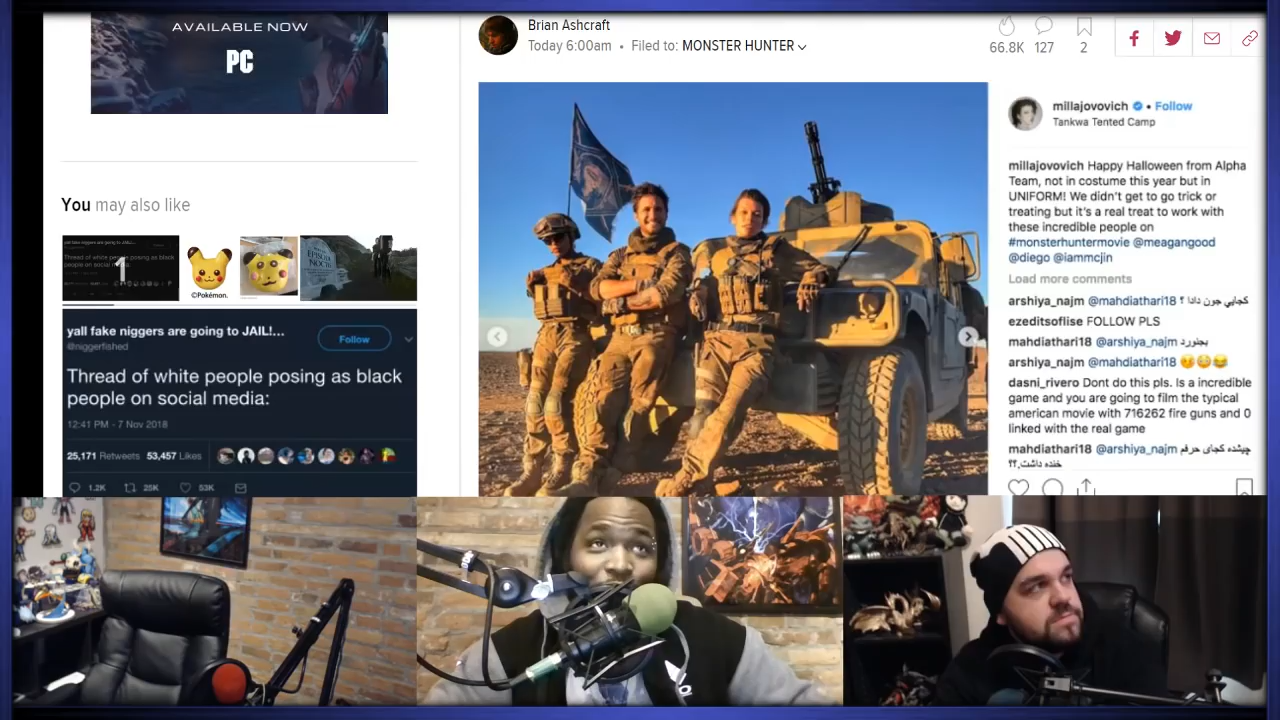 AVAILABLE NOW
PC
Brian Ashcraft
Today 6:00am • Filed to: MONSTER HUNTER
66.8K 127 2
You may also like
©Pokémon.
yall fake niggers are going to JAIL!...
@niggerfished
Follow
Thread of white people posing as black
people on social media:
12:41 PM - 7 Nov 2018
25,171 Retweets 53,457 Likes
1.2K 25K 53K
millajovovich • Follow
Tankwa Tented Camp
millajovovich Happy Halloween from Alpha
Team, not in costume this year but in
UNIFORM! We didn't get to go trick or
treating but it's a real treat to work with
these incredible people on
#monsterhuntermovie @meagangood
@diego @iammcjin
Load more comments
arshiya_najm @mahdiathari18 كجايي جون دادا ؟
ezeditsoflise FOLLOW PLS
mahdiathari18 @arshiya_najm بجنورد
arshiya_najm @mahdiathari18
dasni_rivero Dont do this pls. Is a incredible
game and you are going to film the typical
american movie with 716262 fire guns and 0
linked with the real game
mahdiathari18 @arshiya_najm چیشده کجای حرفم
خنده داشت؟؟